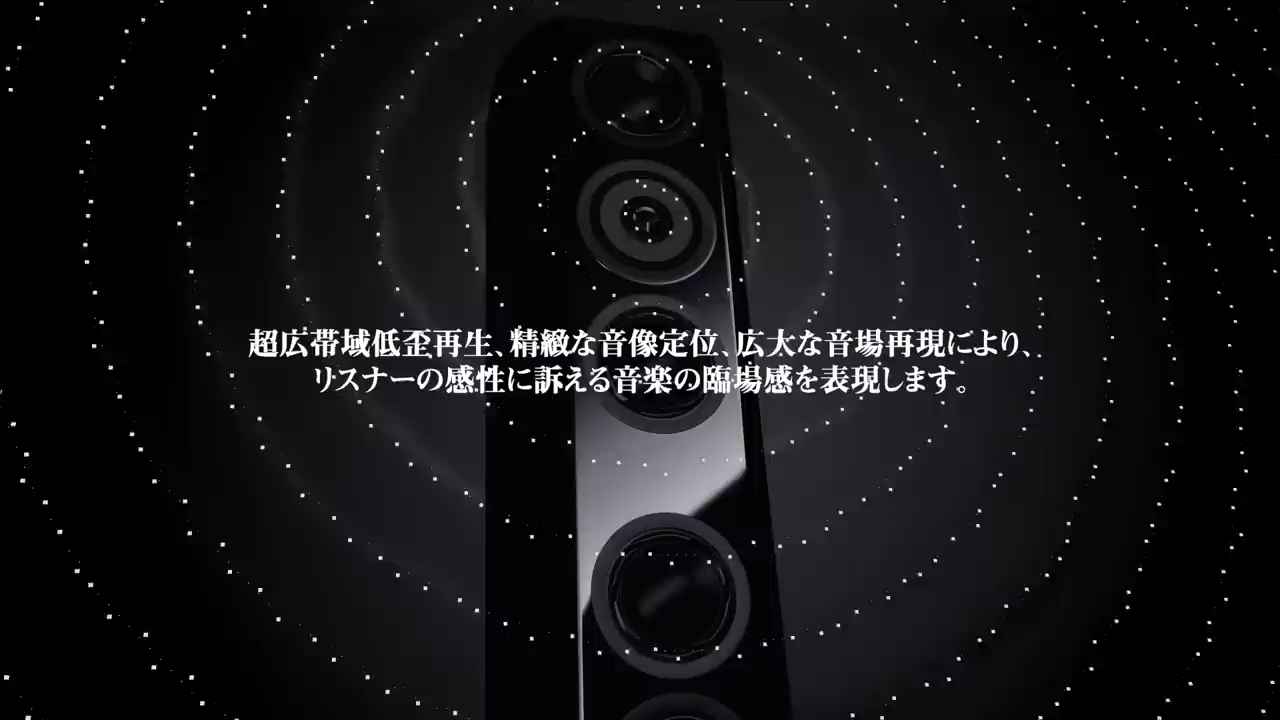 超広帯域低歪再生、精緻な音像定位、広大な音場再現により、
リスナーの感性に訴える音楽の臨場感を表現します。